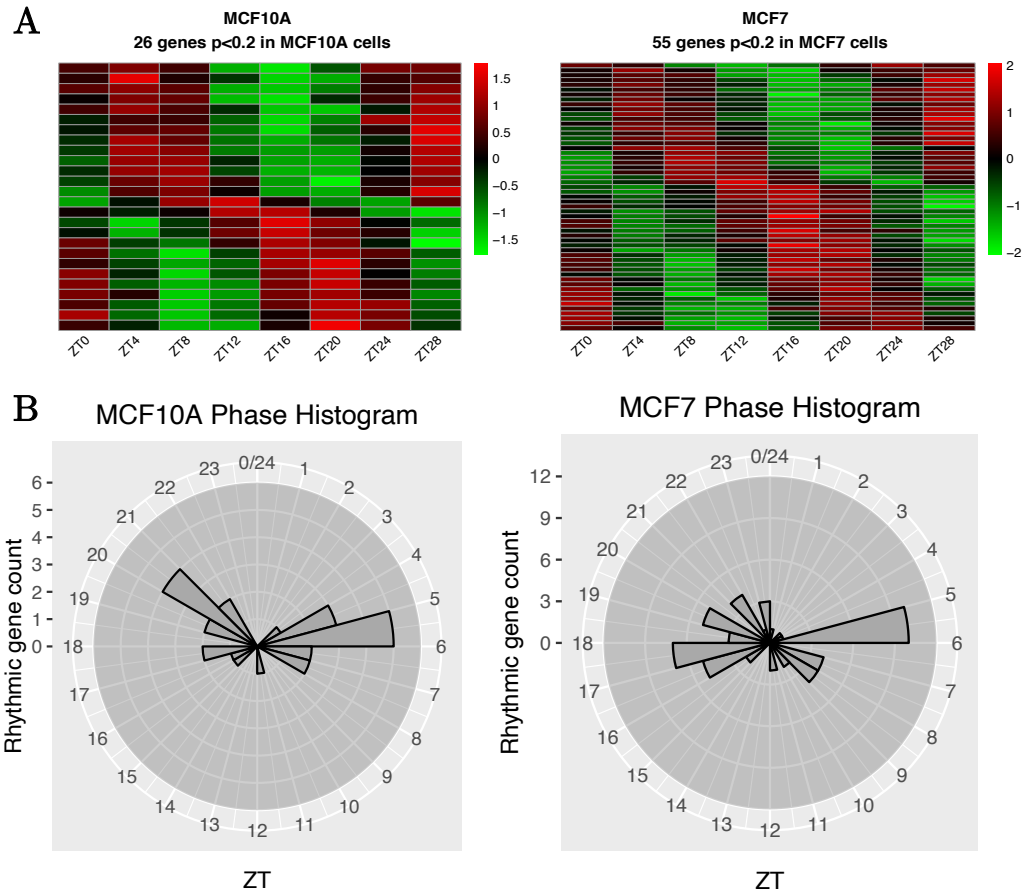 A
MCF10A
26 genes p<0.2 in MCF10A cells
1.5
1
0.5
0
−0.5
−1
−1.5
ZT0
ZT4
ZT8
ZT12
ZT16
ZT20
ZT24
ZT28
MCF7
55 genes p<0.2 in MCF7 cells
2
1
0
−1
−2
ZT0
ZT4
ZT8
ZT12
ZT16
ZT20
ZT24
ZT28
B
MCF10A Phase Histogram
Rhythmic gene count
6
5
4
3
2
1
0
0/24
1
2
3
4
5
6
7
8
9
10
11
12
13
14
15
16
17
18
19
20
21
22
23
ZT
MCF7 Phase Histogram
Rhythmic gene count
12
9
6
3
0
0/24
1
2
3
4
5
6
7
8
9
10
11
12
13
14
15
16
17
18
19
20
21
22
23
ZT